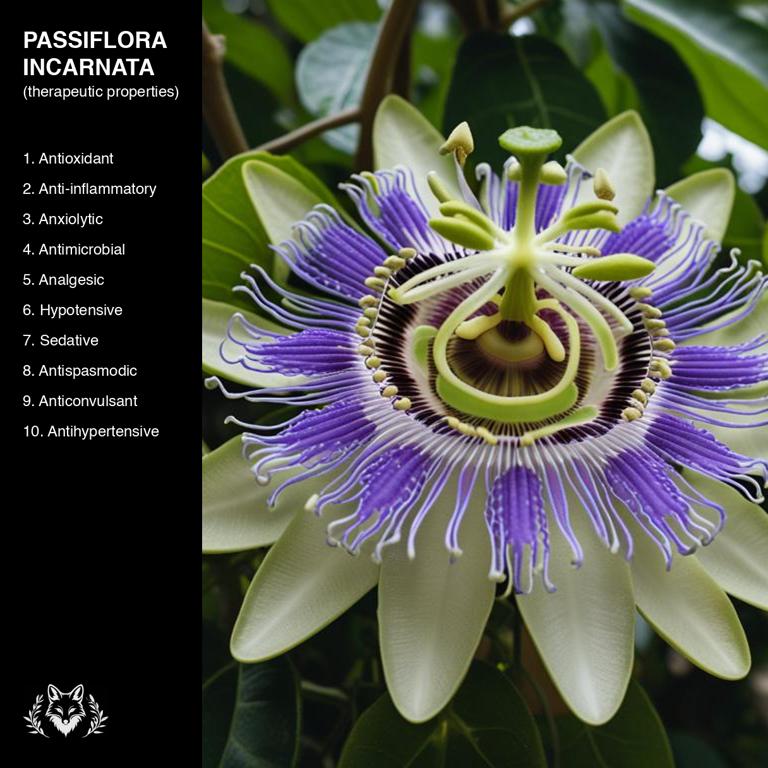 PASSIFLORA
INCARNATA
(therapeutic properties)
1. Antioxidant
2. Anti-inflammatory
3. Anxiolytic
4. Antimicrobial
5. Analgesic
6. Hypotensive
7. Sedative
8. Antispasmodic
9. Anticonvulsant
10. Antihypertensive